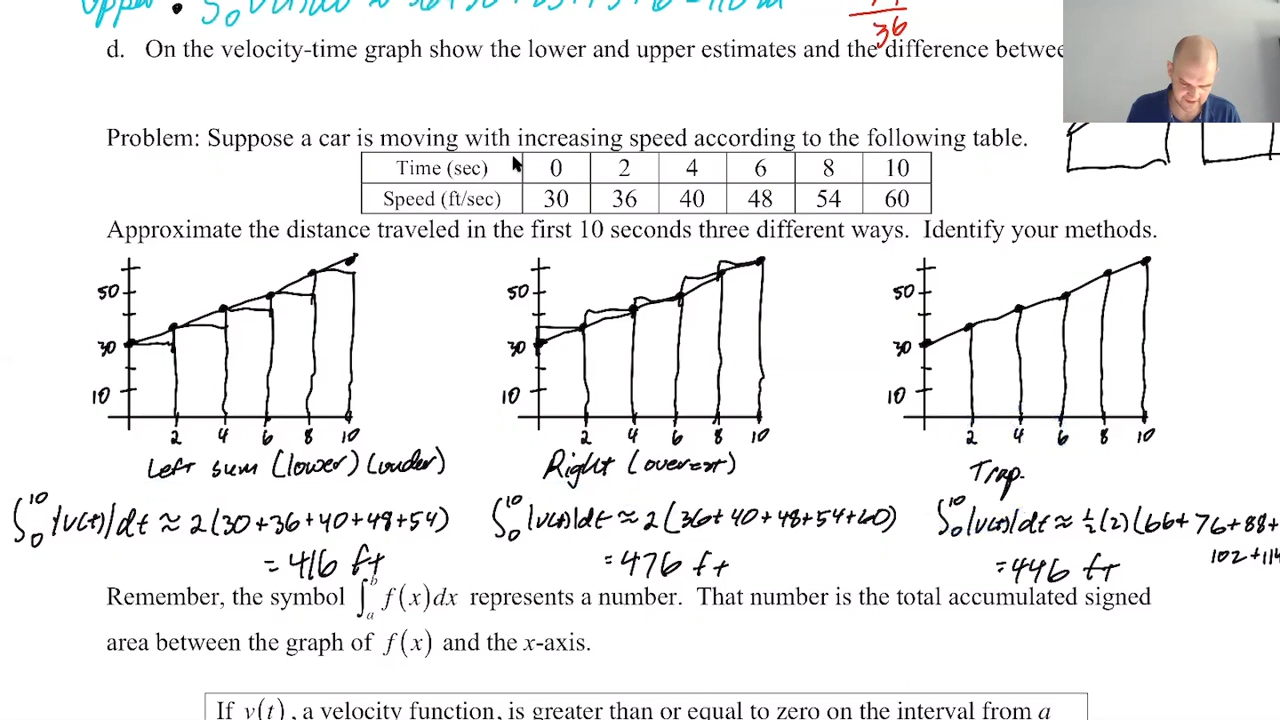 d. On the velocity-time graph show the lower and upper estimates and the difference betwee
36
Problem: Suppose a car is moving with increasing speed according to the following table.
Time (sec) 0 2 4 6 8 10
Speed (ft/sec) 30 36 40 48 54 60
Approximate the distance traveled in the first 10 seconds three different ways. Identify your methods.
50 50 50
30 30 30
10 10 10
2 4 6 8 10 2 4 6 8 10 2 4 6 8 10
Left sum (lower) (under) Right (overest) Trap.
∫₀¹⁰ |v(t)| dt ≈ 2(30+36+40+48+54) ∫₀¹⁰ |v(t)| dt ≈ 2(36+40+48+54+60) ∫₀¹⁰ |v(t)| dt ≈ ½(2)(66+76+88+
102+114
= 416 ft = 476 ft = 446 ft
Remember, the symbol ∫ₐᵇ f(x)dx represents a number. That number is the total accumulated signed
area between the graph of f(x) and the x-axis.
If v(t), a velocity function, is greater than or equal to zero on the interval from a